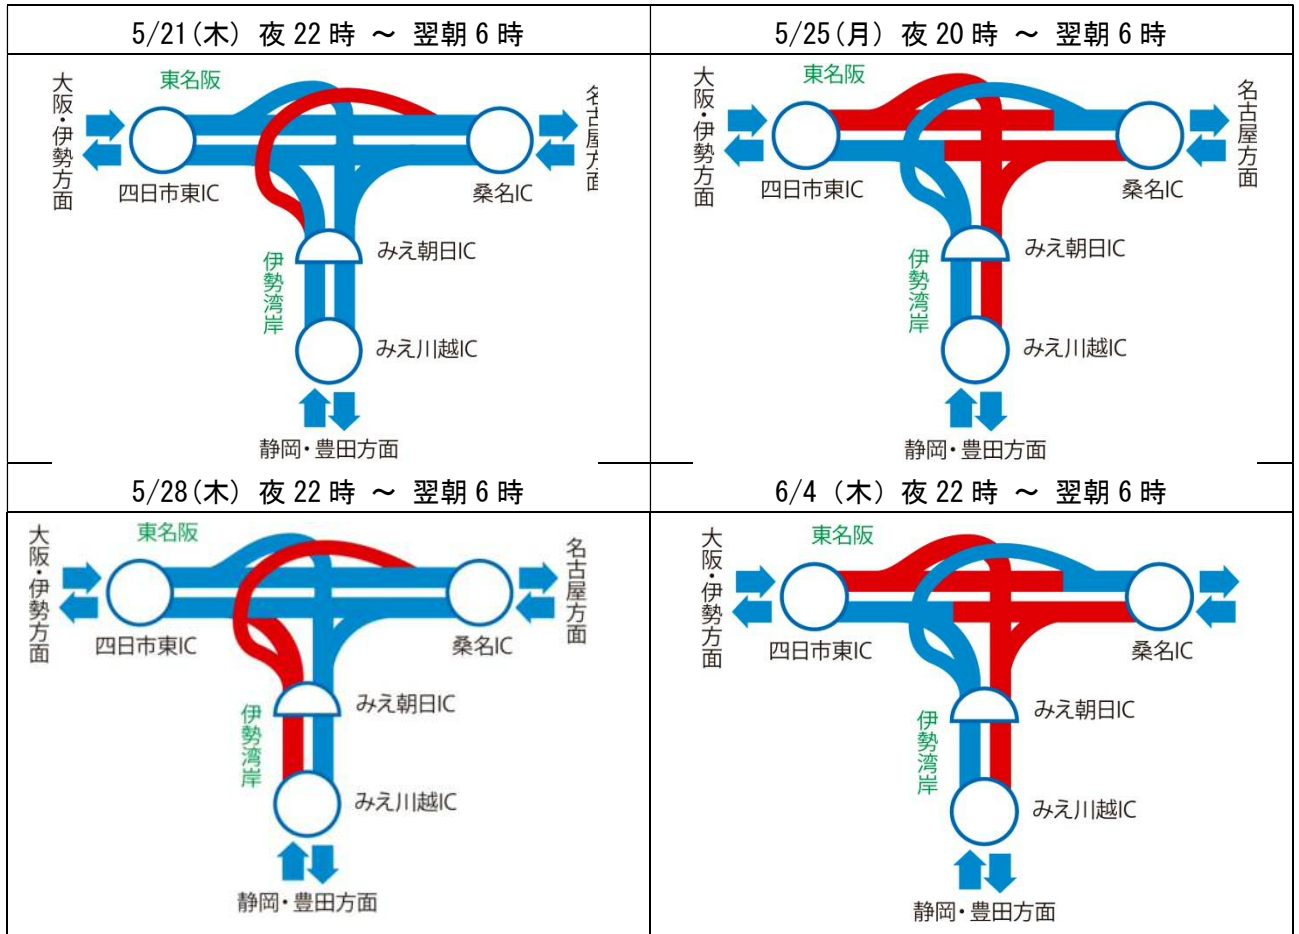 5/21(木) 夜 22 時 ～ 翌朝 6 時
5/25(月) 夜 20 時 ～ 翌朝 6 時
大阪・伊勢方面
東名阪
名古屋方面
四日市東IC
桑名IC
みえ朝日IC
伊勢湾岸
みえ川越IC
静岡・豊田方面
大阪・伊勢方面
東名阪
名古屋方面
四日市東IC
桑名IC
みえ朝日IC
伊勢湾岸
みえ川越IC
静岡・豊田方面
5/28(木) 夜 22 時 ～ 翌朝 6 時
6/4 (木) 夜 22 時 ～ 翌朝 6 時
大阪・伊勢方面
東名阪
名古屋方面
四日市東IC
桑名IC
みえ朝日IC
伊勢湾岸
みえ川越IC
静岡・豊田方面
大阪・伊勢方面
東名阪
四日市東IC
桑名IC
みえ朝日IC
伊勢湾岸
みえ川越IC
静岡・豊田方面